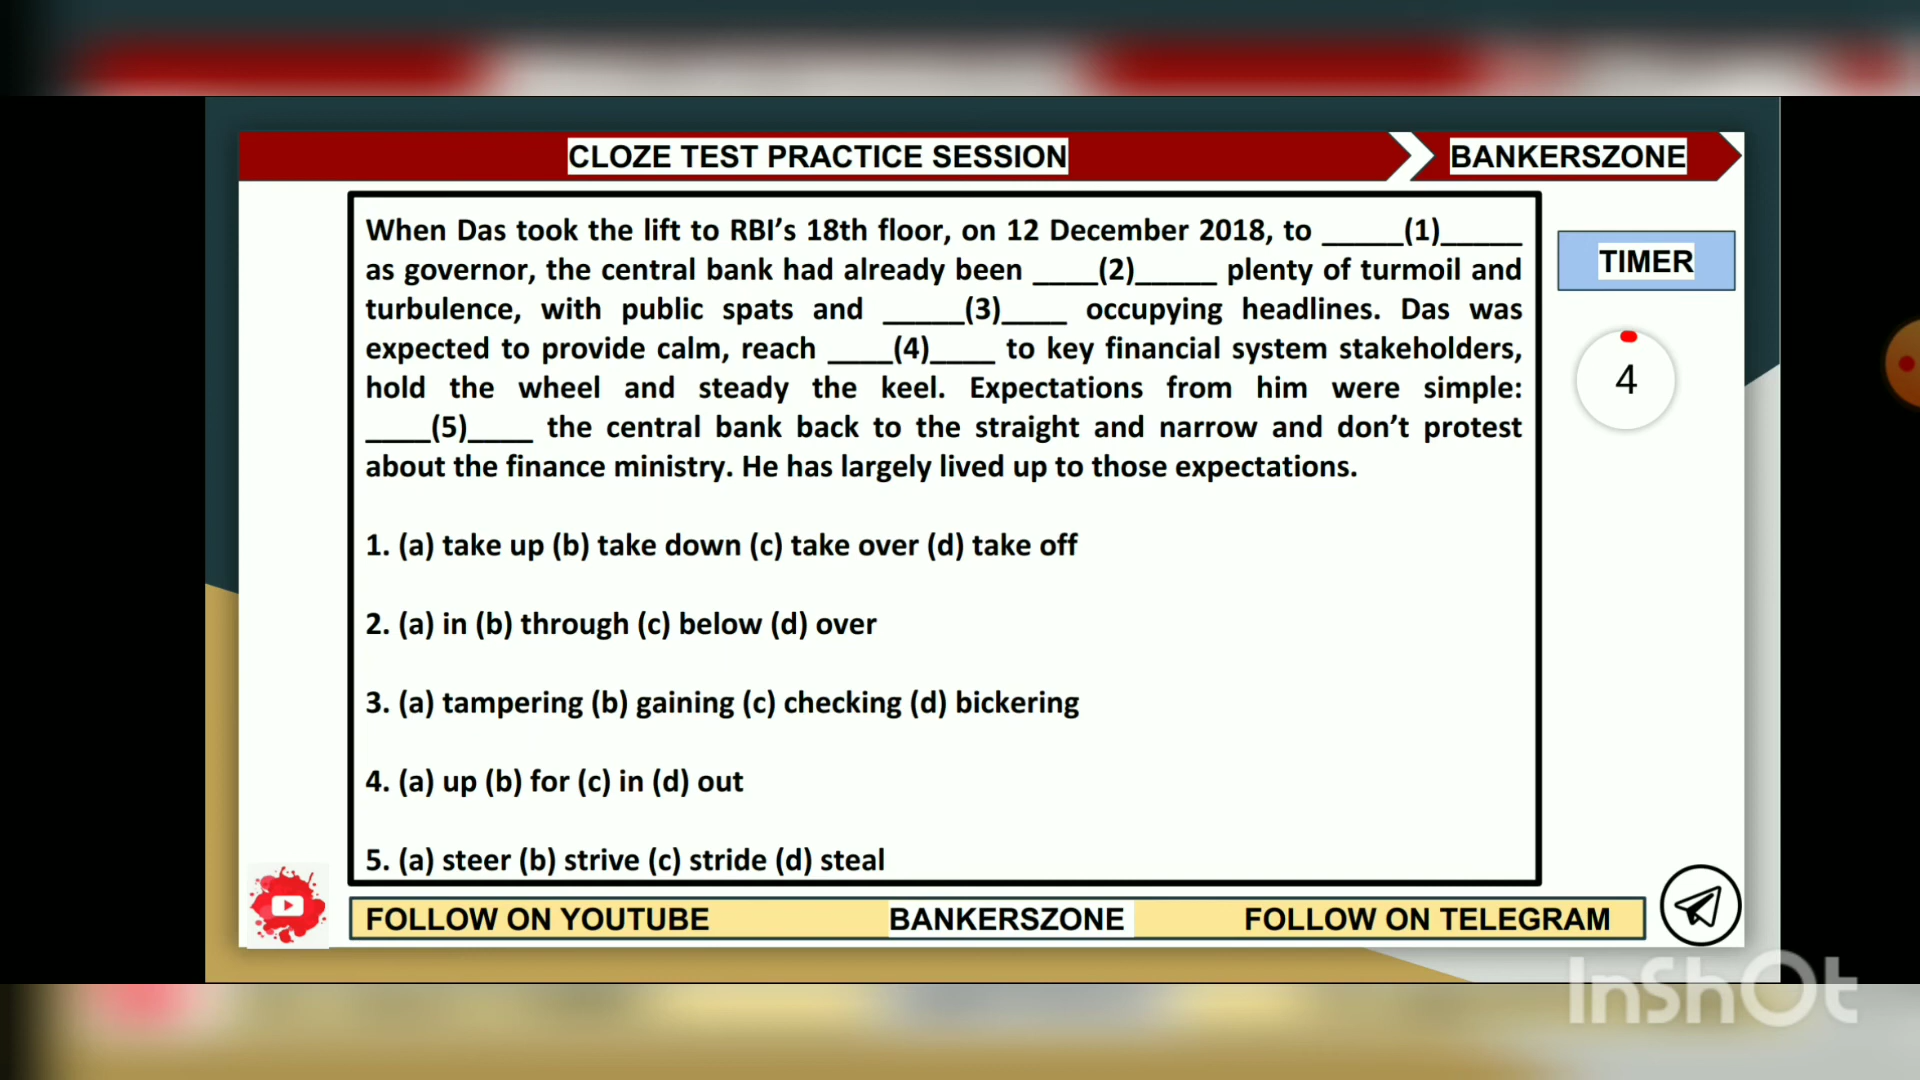 CLOZE TEST PRACTICE SESSION
BANKERSZONE
When Das took the lift to RBI’s 18th floor, on 12 December 2018, to _____(1)_____
as governor, the central bank had already been ____(2)_____ plenty of turmoil and
turbulence, with public spats and _____(3)____ occupying headlines. Das was
expected to provide calm, reach ____(4)____ to key financial system stakeholders,
hold the wheel and steady the keel. Expectations from him were simple:
____(5)____ the central bank back to the straight and narrow and don’t protest
about the finance ministry. He has largely lived up to those expectations.
TIMER
4
1. (a) take up (b) take down (c) take over (d) take off
2. (a) in (b) through (c) below (d) over
3. (a) tampering (b) gaining (c) checking (d) bickering
4. (a) up (b) for (c) in (d) out
5. (a) steer (b) strive (c) stride (d) steal
FOLLOW ON YOUTUBE BANKERSZONE FOLLOW ON TELEGRAM
InShOt